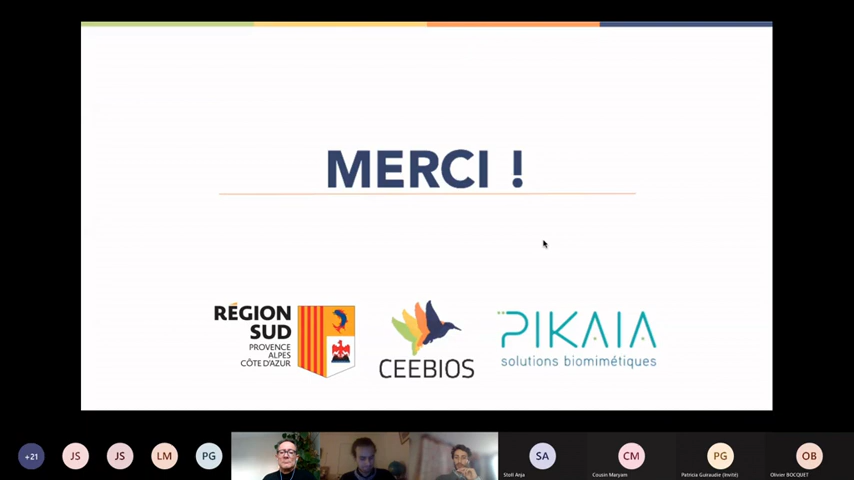 MERCI !
RÉGION
SUD
PROVENCE
ALPES
CÔTE D'AZUR
CEEBIOS
PIKAIA
solutions biomimétiques
+21
JS
JS
LM
PG
SA
CM
PG
OB
Stoll Anja
Cousin Maryam
Patricia Guiraudie (Invité)
Olivier BOCQUET